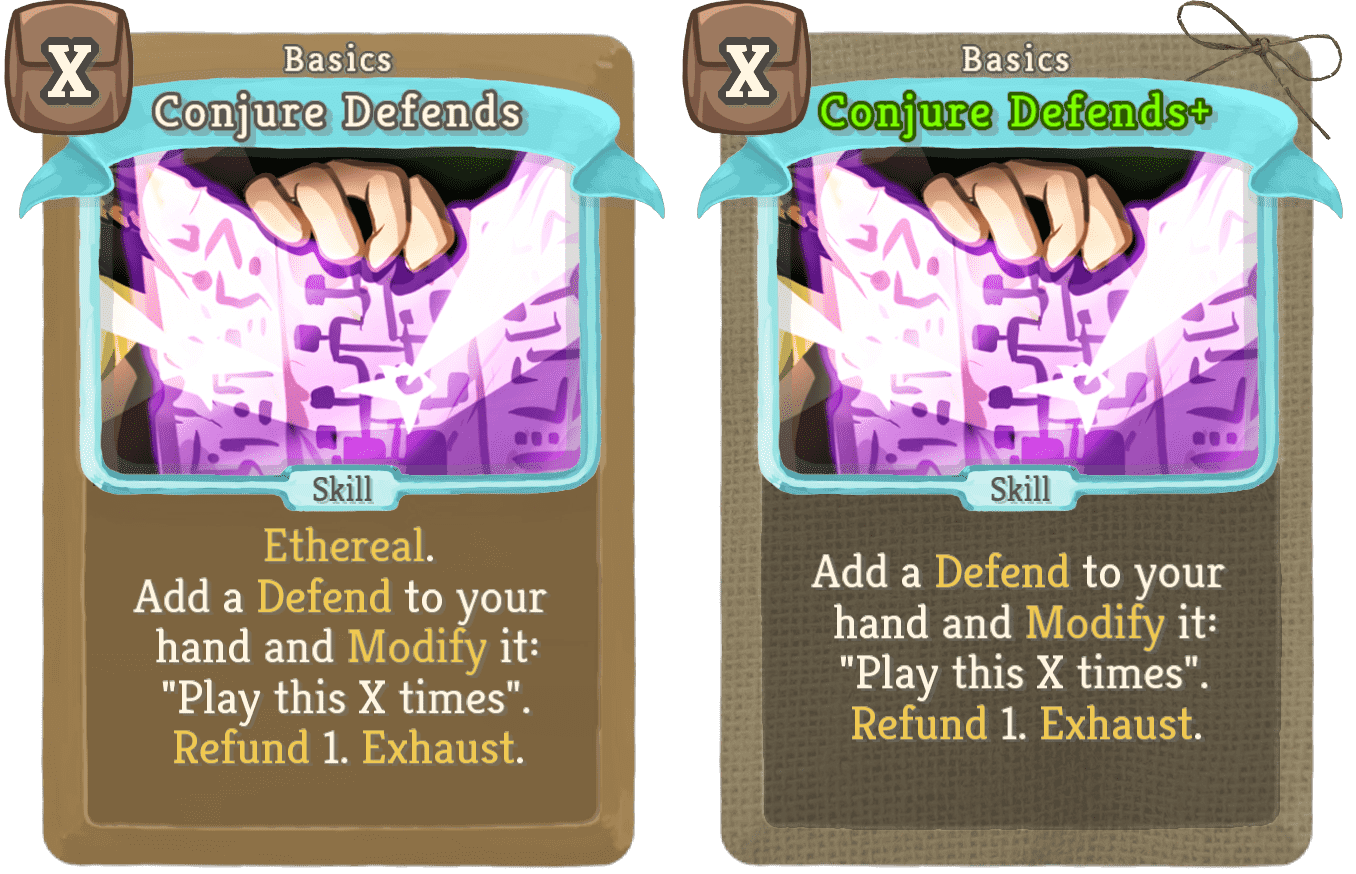 X
Basics
Conjure Defends
Skill
Ethereal.
Add a Defend to your
hand and Modify it:
"Play this X times".
Refund 1. Exhaust.
X
Basics
Conjure Defends+
Skill
Add a Defend to your
hand and Modify it:
"Play this X times".
Refund 1. Exhaust.